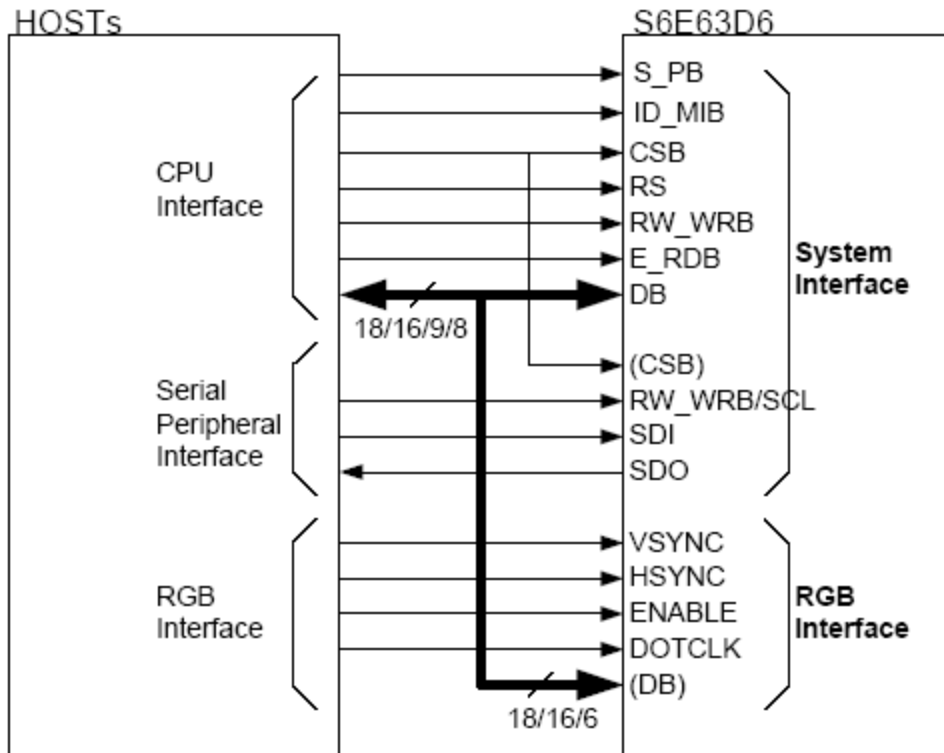 HOSTs
S6E63D6
CPU
Interface
S_PB
ID_MIB
CSB
RS
RW_WRB
E_RDB
DB
18/16/9/8
System
Interface
Serial
Peripheral
Interface
(CSB)
RW_WRB/SCL
SDI
SDO
RGB
Interface
VSYNC
HSYNC
ENABLE
DOTCLK
(DB)
18/16/6
RGB
Interface